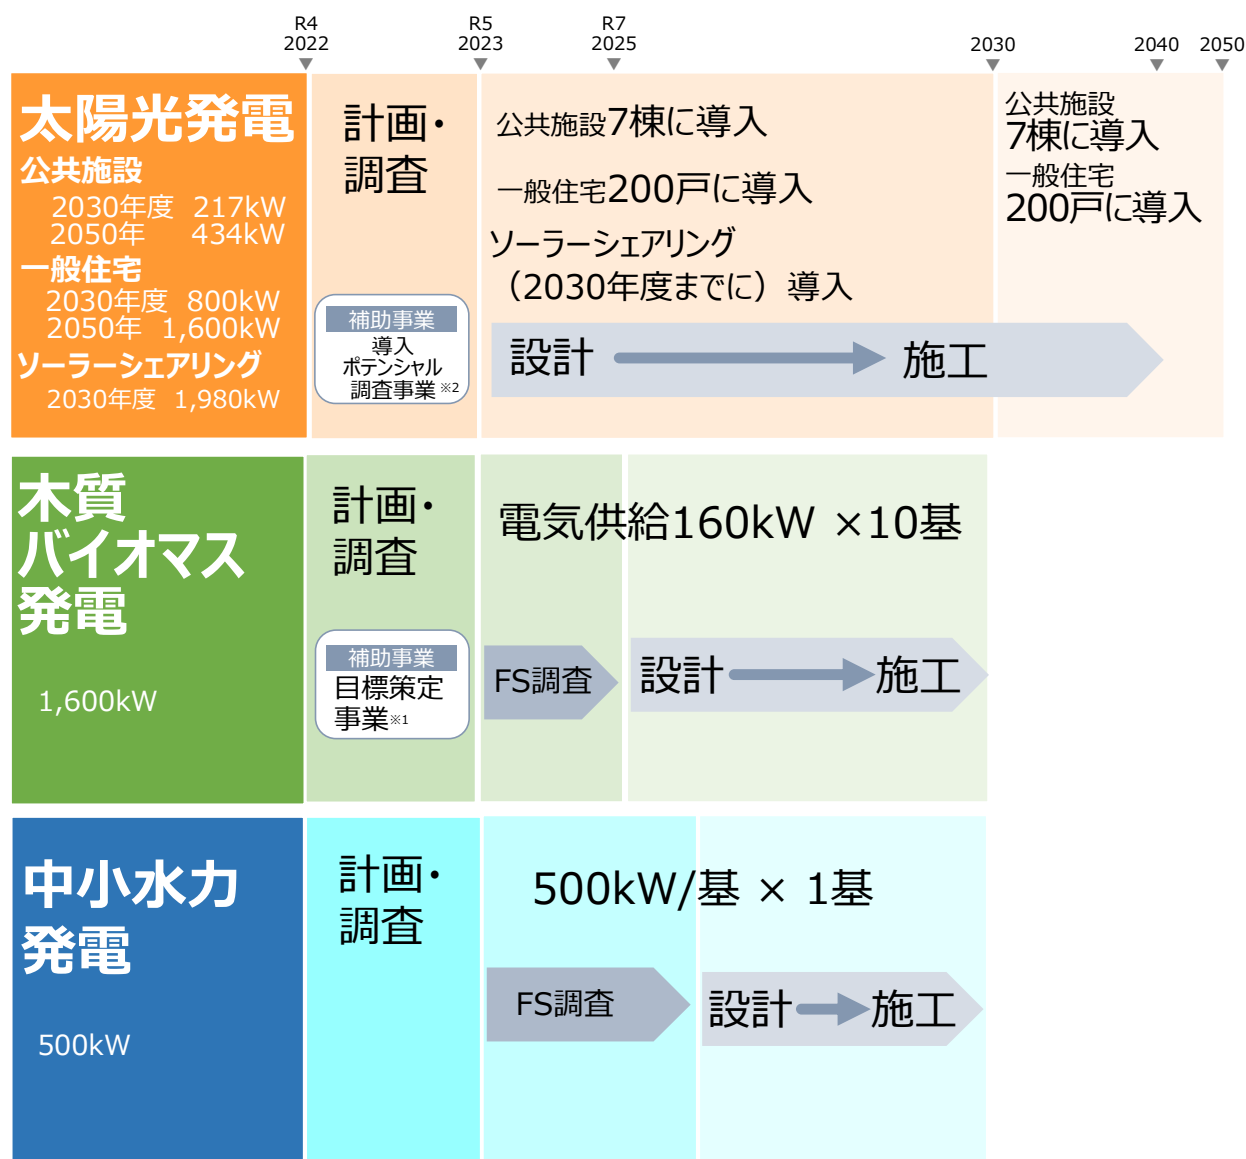 R4
2022
R5
2023
R7
2025
2030
2040
2050
太陽光発電
公共施設
2030年度 217kW
2050年 434kW
一般住宅
2030年度 800kW
2050年 1,600kW
ソーラーシェアリング
2030年度 1,980kW
計画・
調査
補助事業
導入
ポテンシャル
調査事業※2
公共施設7棟に導入
一般住宅200戸に導入
ソーラーシェアリング
（2030年度までに）導入
設計
施工
公共施設
7棟に導入
一般住宅
200戸に導入
木質
バイオマス
発電
1,600kW
計画・
調査
補助事業
目標策定
事業※1
電気供給160kW ×10基
FS調査
設計
施工
中小水力
発電
500kW
計画・
調査
500kW/基 × 1基
FS調査
設計
施工